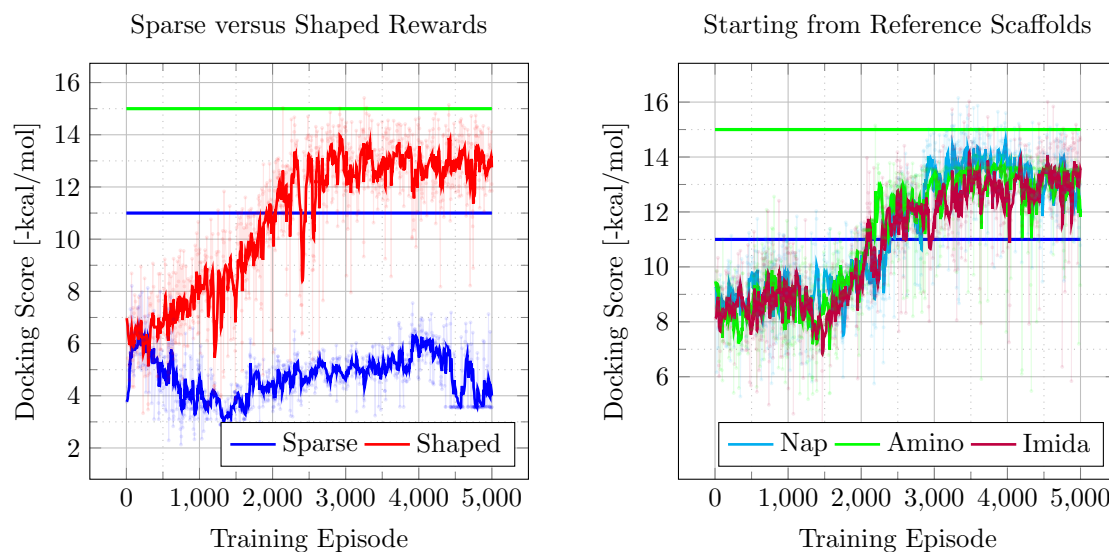 Sparse versus Shaped Rewards
16
14
12
10
8
6
4
2
Docking Score [-kcal/mol]
Sparse
Shaped
0
1,000
2,000
3,000
4,000
5,000
Training Episode
Starting from Reference Scaffolds
16
14
12
10
8
6
Docking Score [-kcal/mol]
Nap
Amino
Imida
0
1,000
2,000
3,000
4,000
5,000
Training Episode